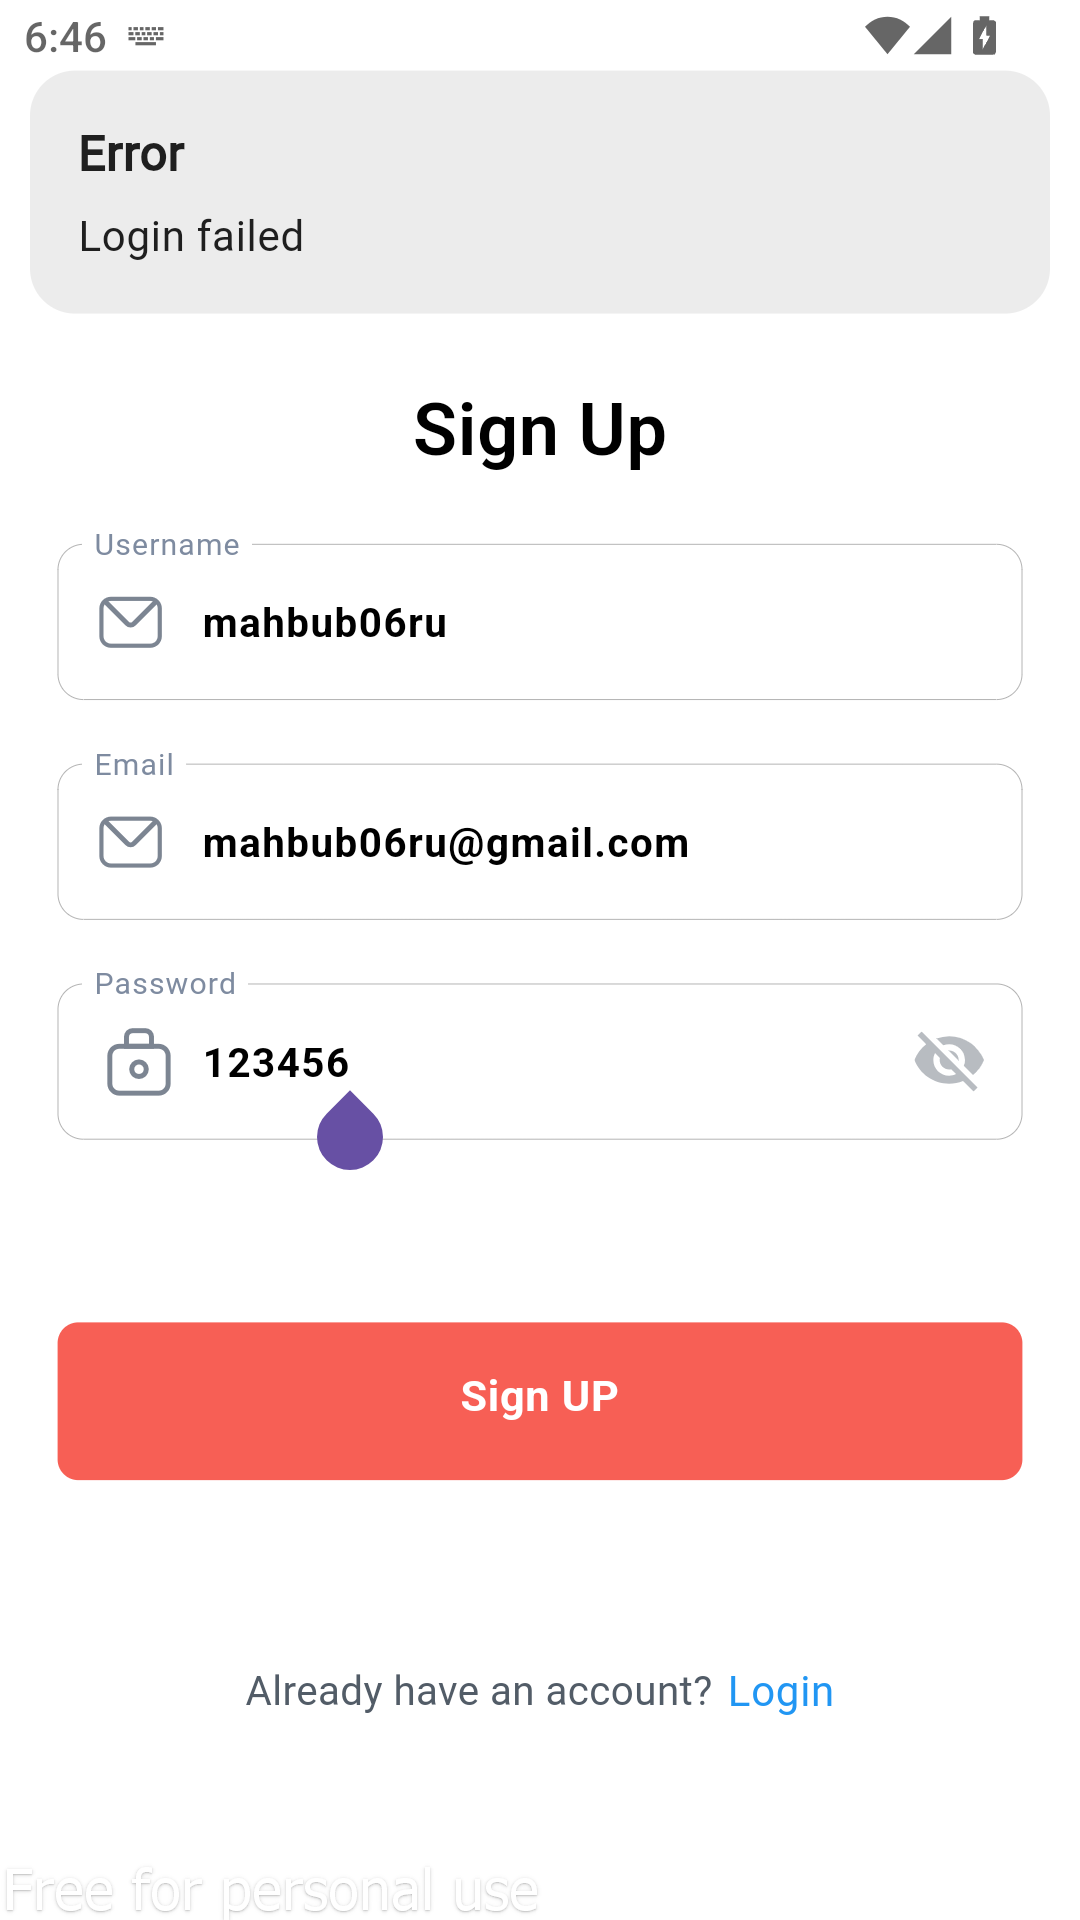 6:46
Error
Login failed
Sign Up
Username
mahbub06ru
Email
mahbub06ru@gmail.com
Password
123456
Sign UP
Already have an account? Login
Free for personal use